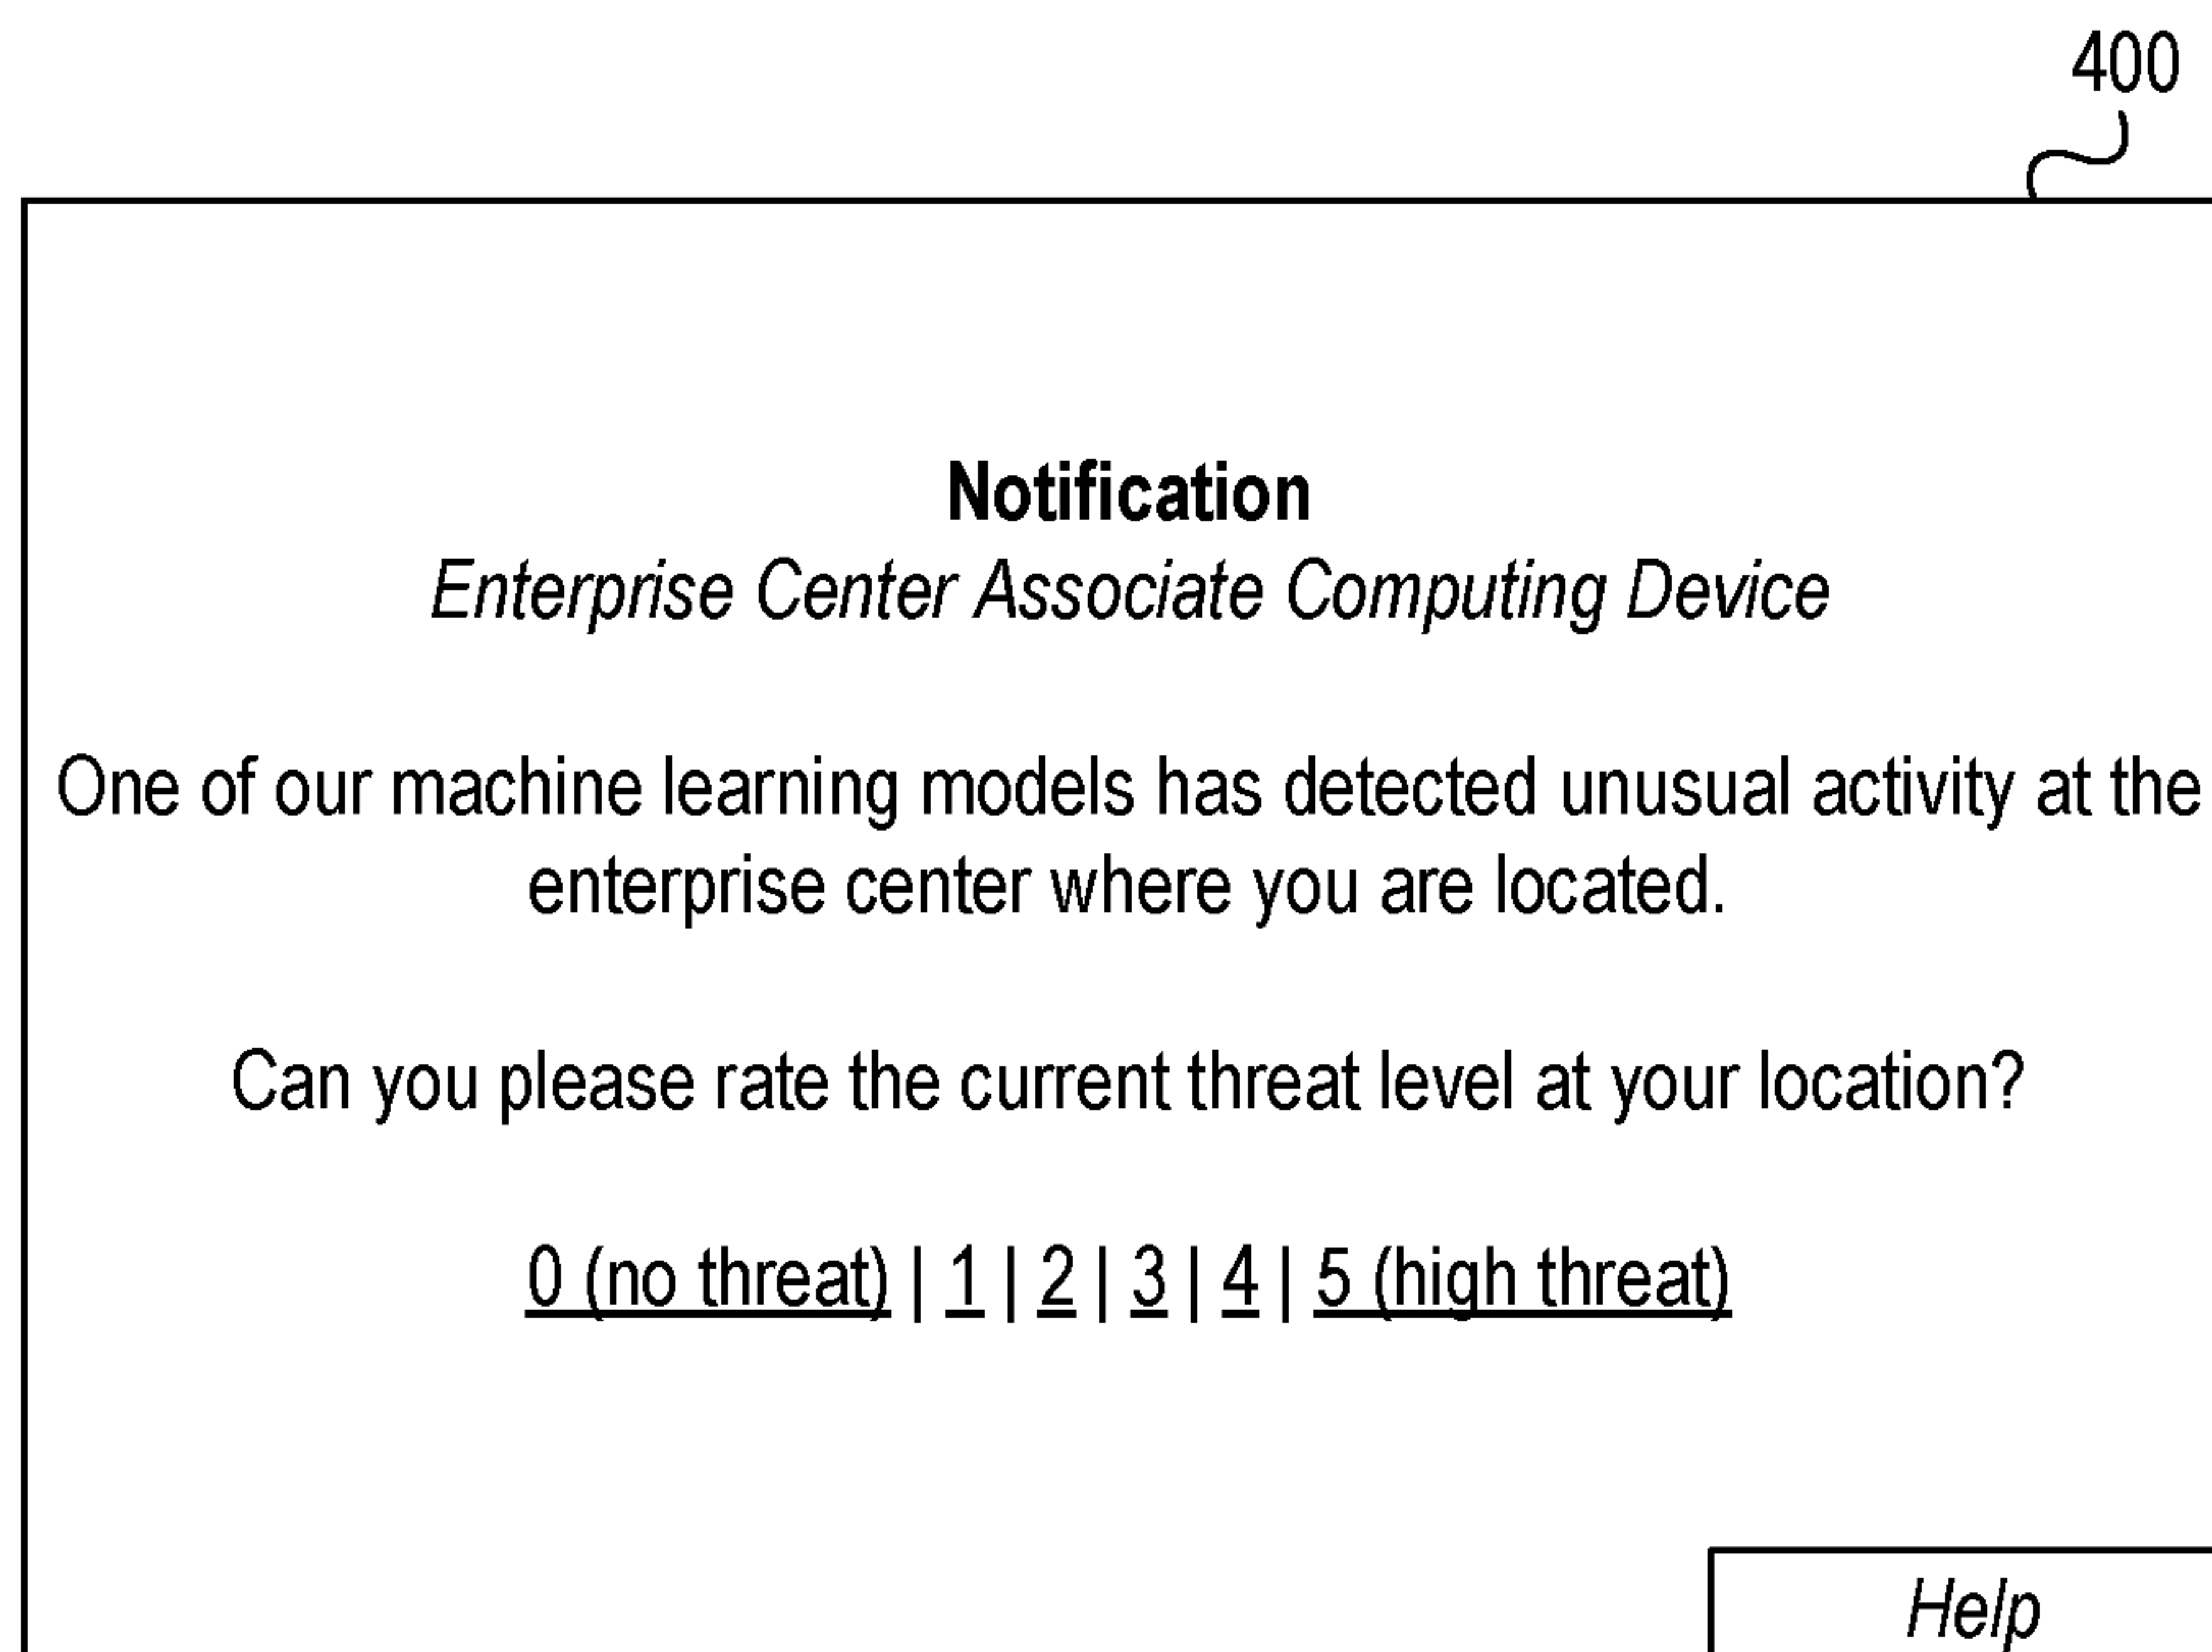 400
Notification
Enterprise Center Associate Computing Device
One of our machine learning models has detected unusual activity at the
enterprise center where you are located.
Can you please rate the current threat level at your location?
0 (no threat) | 1 | 2 | 3 | 4 | 5 (high threat)
Help